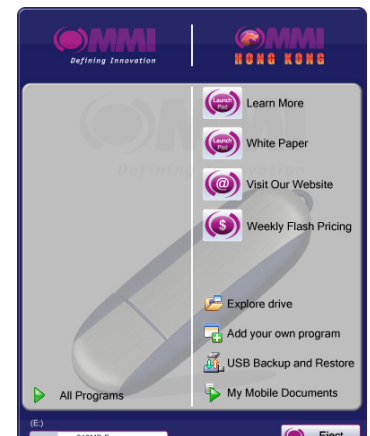 OMMI
Defining Innovation
OMMI
HONG KONG
Launch
Pad
Learn More
Launch
Pad
White Paper
@
Visit Our Website
$
Weekly Flash Pricing
Explore drive
Add your own program
USB Backup and Restore
All Programs
My Mobile Documents
(E:)
Eject